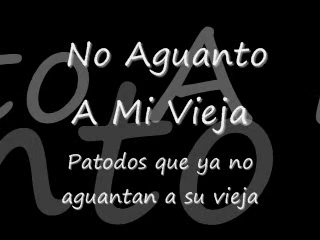 No Aguanto
A Mi Vieja
Patodos que ya no
aguantan a su vieja